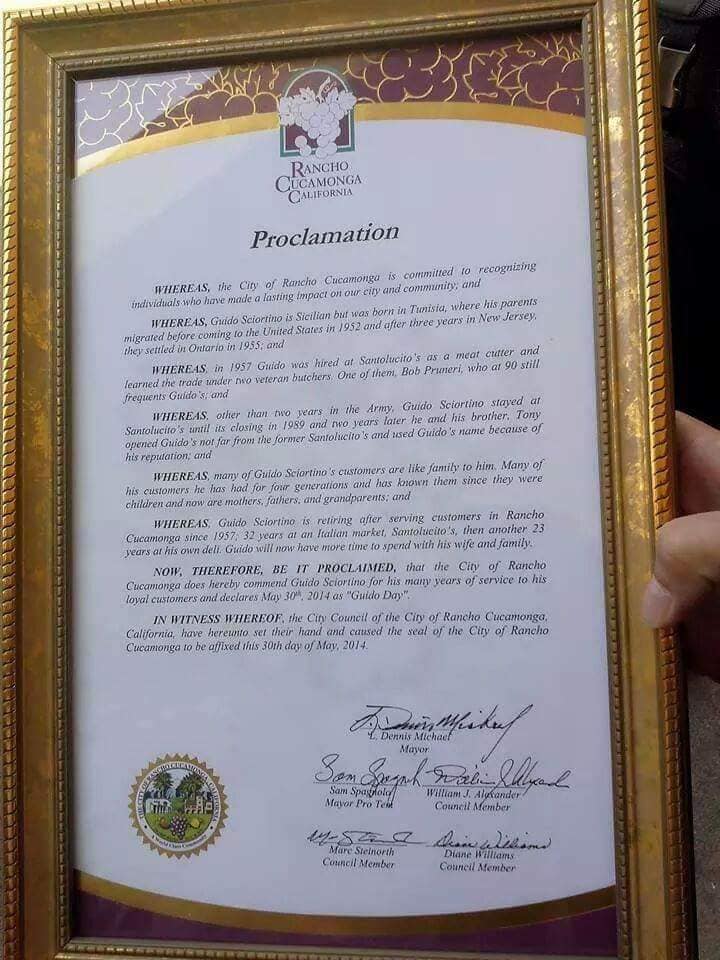 RANCHO
CUCAMONGA
CALIFORNIA
Proclamation
WHEREAS, the City of Rancho Cucamonga is committed to recognizing
individuals who have made a lasting impact on our city and community; and
WHEREAS, Guido Sciortino is Sicilian but was born in Tunisia, where his parents
migrated before coming to the United States in 1952 and after three years in New Jersey,
they settled in Ontario in 1955; and
WHEREAS, in 1957 Guido was hired at Santolucito's as a meat cutter and
learned the trade under two veteran butchers. One of them, Bob Pruneri, who at 90 still
frequents Guido's; and
WHEREAS, other than two years in the Army, Guido Sciortino stayed at
Santolucito's until its closing in 1989 and two years later he and his brother, Tony
opened Guido's not far from the former Santolucito's and used Guido's name because of
his reputation; and
WHEREAS, many of Guido Sciortino's customers are like family to him. Many of
his customers he has had for four generations and has known them since they were
children and now are mothers, fathers, and grandparents; and
WHEREAS, Guido Sciortino is retiring after serving customers in Rancho
Cucamonga since 1957; 32 years at an Italian market, Santolucito's, then another 23
years at his own deli. Guido will now have more time to spend with his wife and family.
NOW, THEREFORE, BE IT PROCLAIMED, that the City of Rancho
Cucamonga does hereby commend Guido Sciortino for his many years of service to his
loyal customers and declares May 30th, 2014 as "Guido Day".
IN WITNESS WHEREOF, the City Council of the City of Rancho Cucamonga,
California, have hereunto set their hand and caused the seal of the City of Rancho
Cucamonga to be affixed this 30th day of May, 2014.
L. Dennis Michael
L. Dennis Michael
Mayor
Sam Spagnolo
Sam Spagnolo
Mayor Pro Tem
William J. Alexander
Council Member
Marc Steinorth
Council Member
Diane Williams
Diane Williams
Council Member
THE CITY OF RANCHO CUCAMONGA, CALIFORNIA
A World Class Community